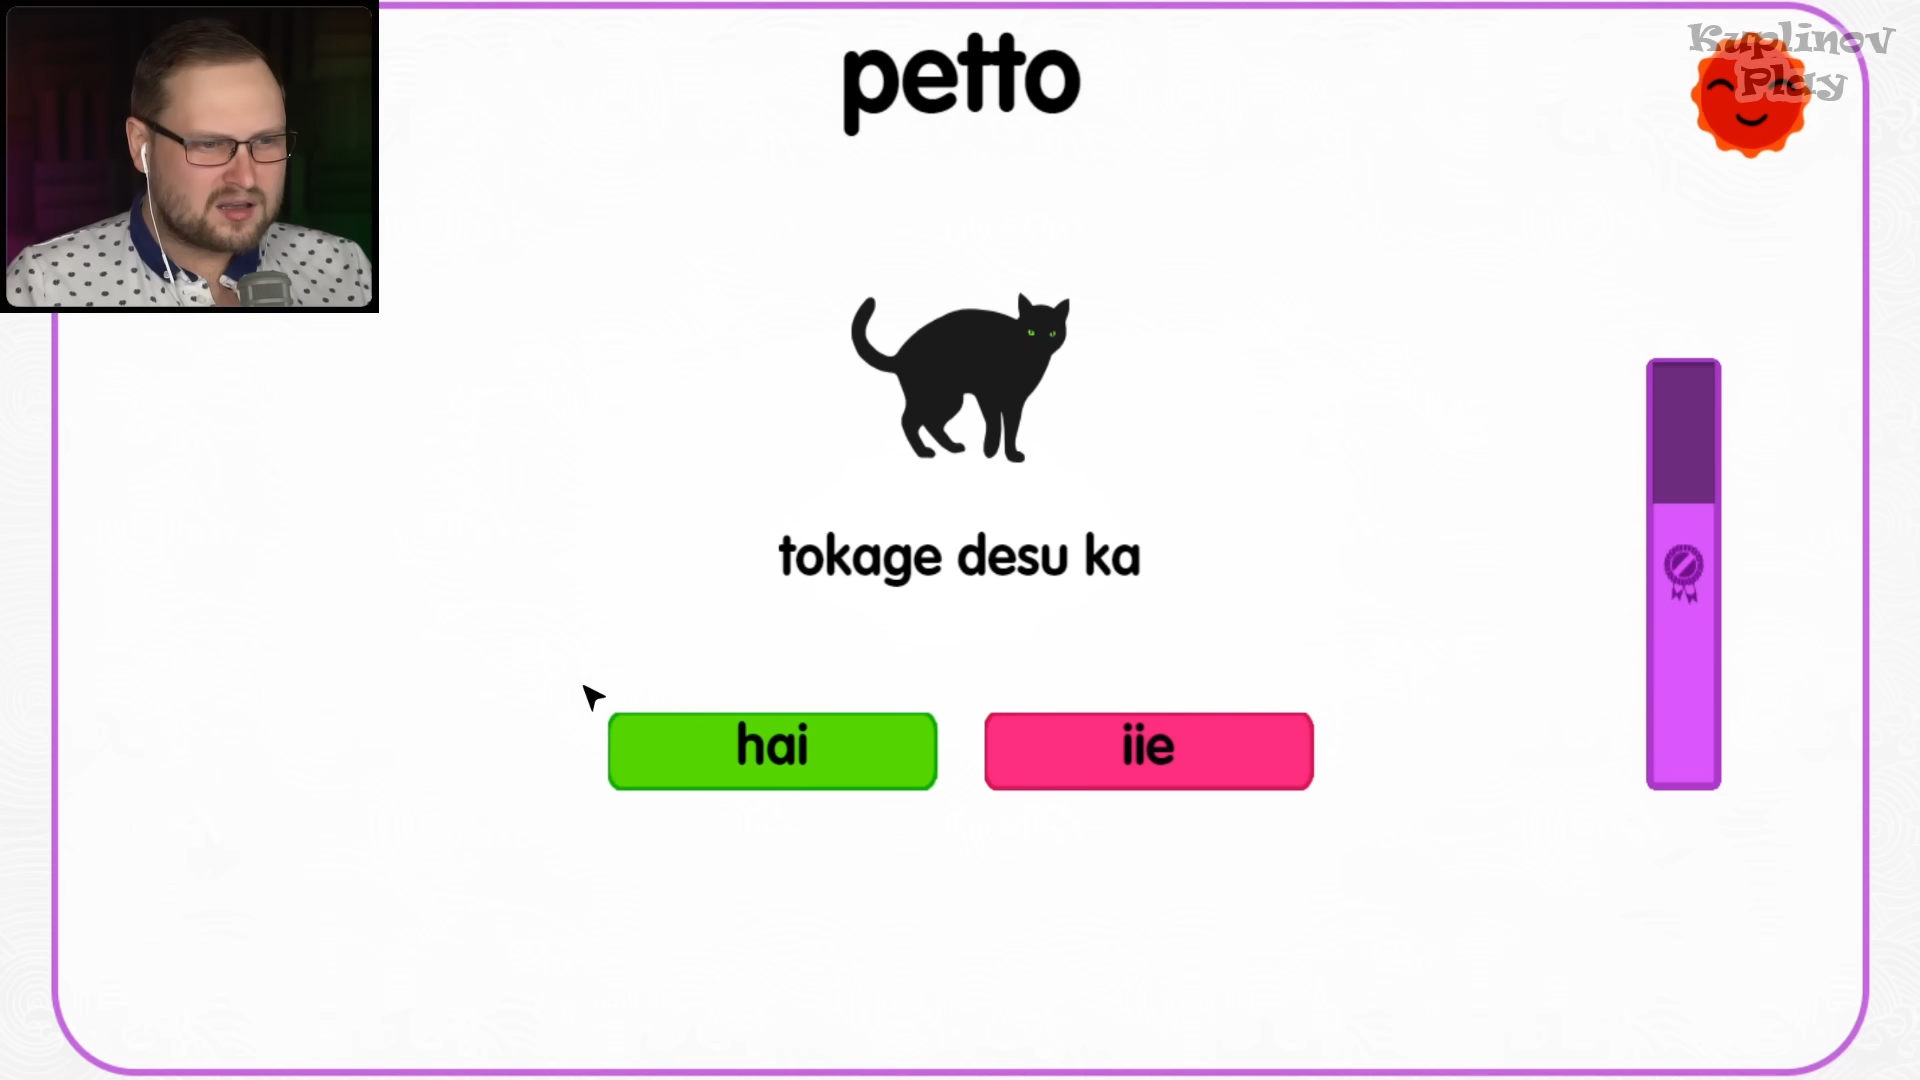 petto
Kuplinov
Play
tokage desu ka
hai
iie